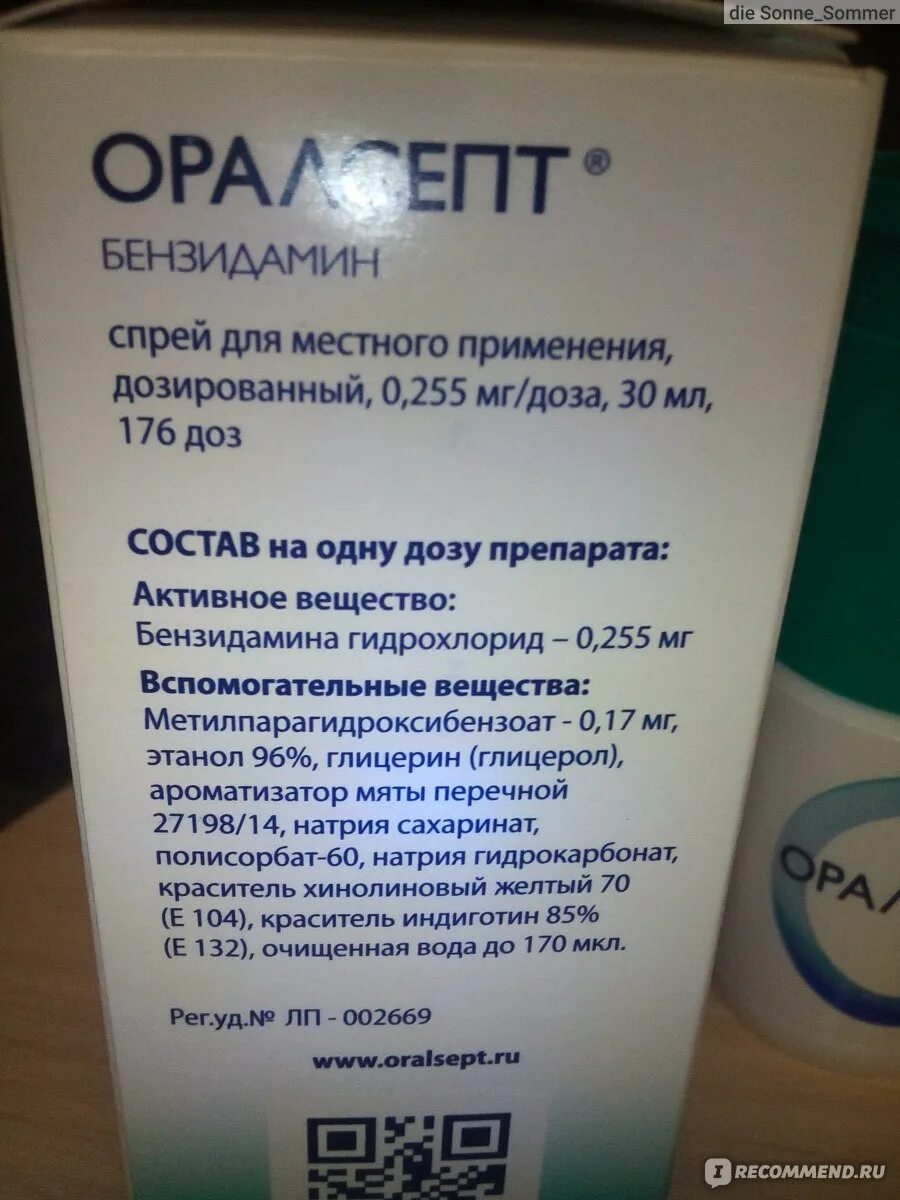 die Sonne_Sommer
ОРАЛСЕПТ®
БЕНЗИДАМИН
спрей для местного применения,
дозированный, 0,255 мг/доза, 30 мл,
176 доз
СОСТАВ на одну дозу препарата:
Активное вещество:
Бензидамина гидрохлорид – 0,255 мг
Вспомогательные вещества:
Метилпарагидроксибензоат - 0,17 мг,
этанол 96%, глицерин (глицерол),
ароматизатор мяты перечной
27198/14, натрия сахаринат,
полисорбат-60, натрия гидрокарбонат,
краситель хинолиновый желтый 70
(Е 104), краситель индиготин 85%
(Е 132), очищенная вода до 170 мкл.
Рег.уд.№ ЛП - 002669
www.oralsept.ru
ОРАЛ
IRECOMMEND.RU